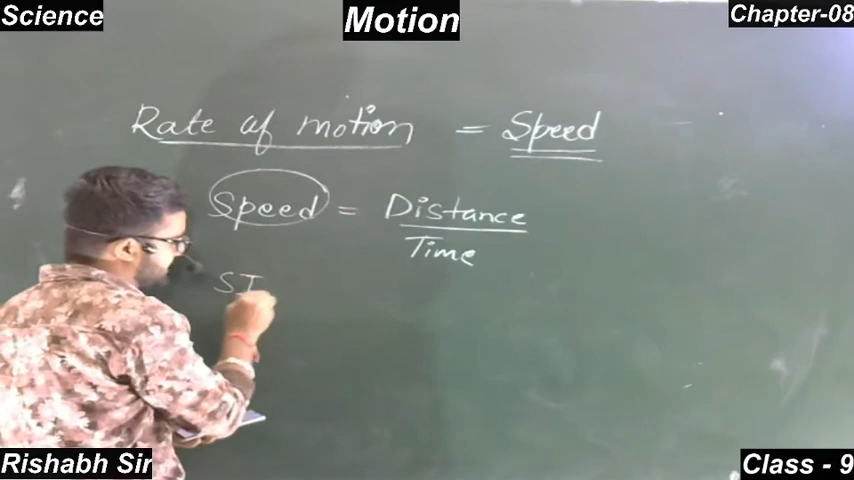 Science
Motion
Chapter-08
Rate of motion = Speed
Speed = Distance
Time
SI
Rishabh Sir
Class - 9